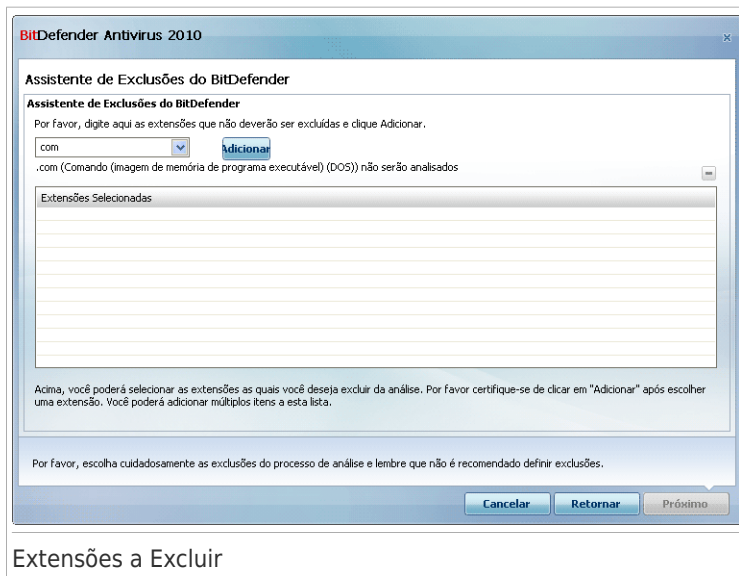 BitDefender Antivirus 2010
Assistente de Exclusões do BitDefender
Assistente de Exclusões do BitDefender
Por favor, digite aqui as extensões que não deverão ser excluídas e clique Adicionar.
com
Adicionar
.com (Comando (imagem de memória de programa executável) (DOS)) não serão analisados
Extensões Selecionadas
Acima, você poderá selecionar as extensões as quais você deseja excluir da análise. Por favor certifique-se de clicar em "Adicionar" após escolher
uma extensão. Você poderá adicionar múltiplos itens a esta lista.
Por favor, escolha cuidadosamente as exclusões do processo de análise e lembre que não é recomendado definir exclusões.
Cancelar Retornar Próximo
Extensões a Excluir